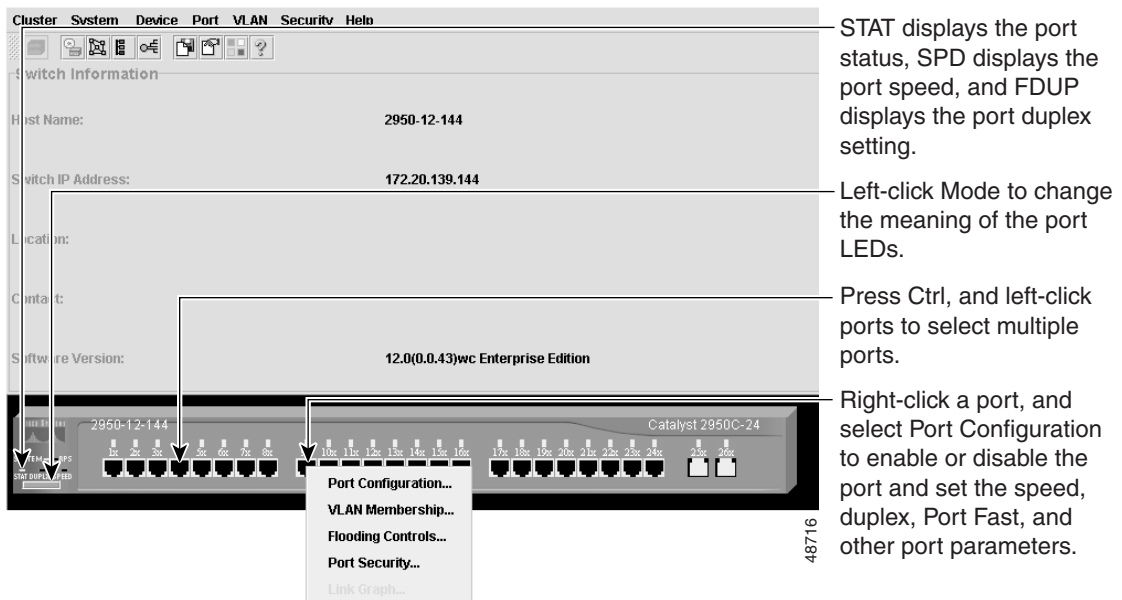 Cluster System Device Port VLAN Security Help
Switch Information
Host Name: 2950-12-144
Switch IP Address: 172.20.139.144
Location:
Contact:
Software Version: 12.0(0.0.43)wc Enterprise Edition
2950-12-144 Catalyst 2950C-24
1x 2x 3x 5x 6x 7x 8x 10x 11x 12x 13x 14x 15x 16x 17x 18x 19x 20x 21x 22x 23x 24x 25x 26x
RPS
STAT DUPLX SPEED
Port Configuration...
VLAN Membership...
Flooding Controls...
Port Security...
Link Graph...
STAT displays the port
status, SPD displays the
port speed, and FDUP
displays the port duplex
setting.
Left-click Mode to change
the meaning of the port
LEDs.
Press Ctrl, and left-click
ports to select multiple
ports.
Right-click a port, and
select Port Configuration
to enable or disable the
port and set the speed,
duplex, Port Fast, and
other port parameters.
48716